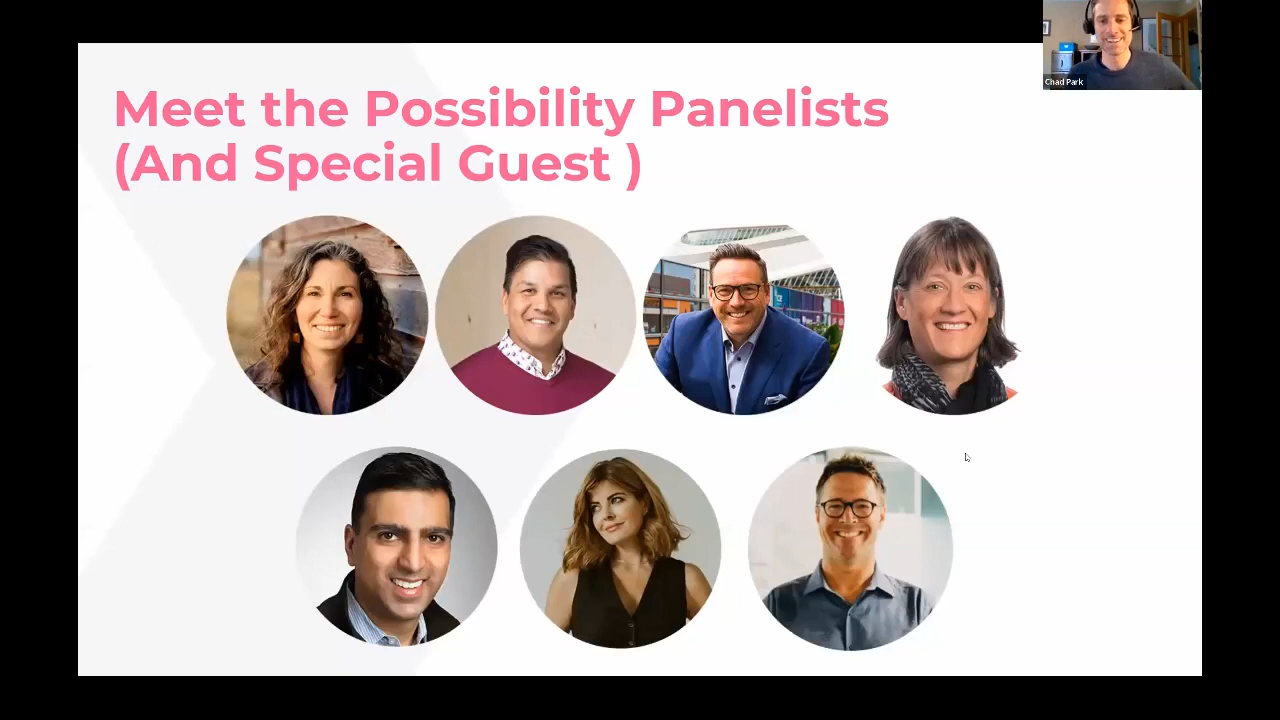 Meet the Possibility Panelists
(And Special Guest )
Chad Park